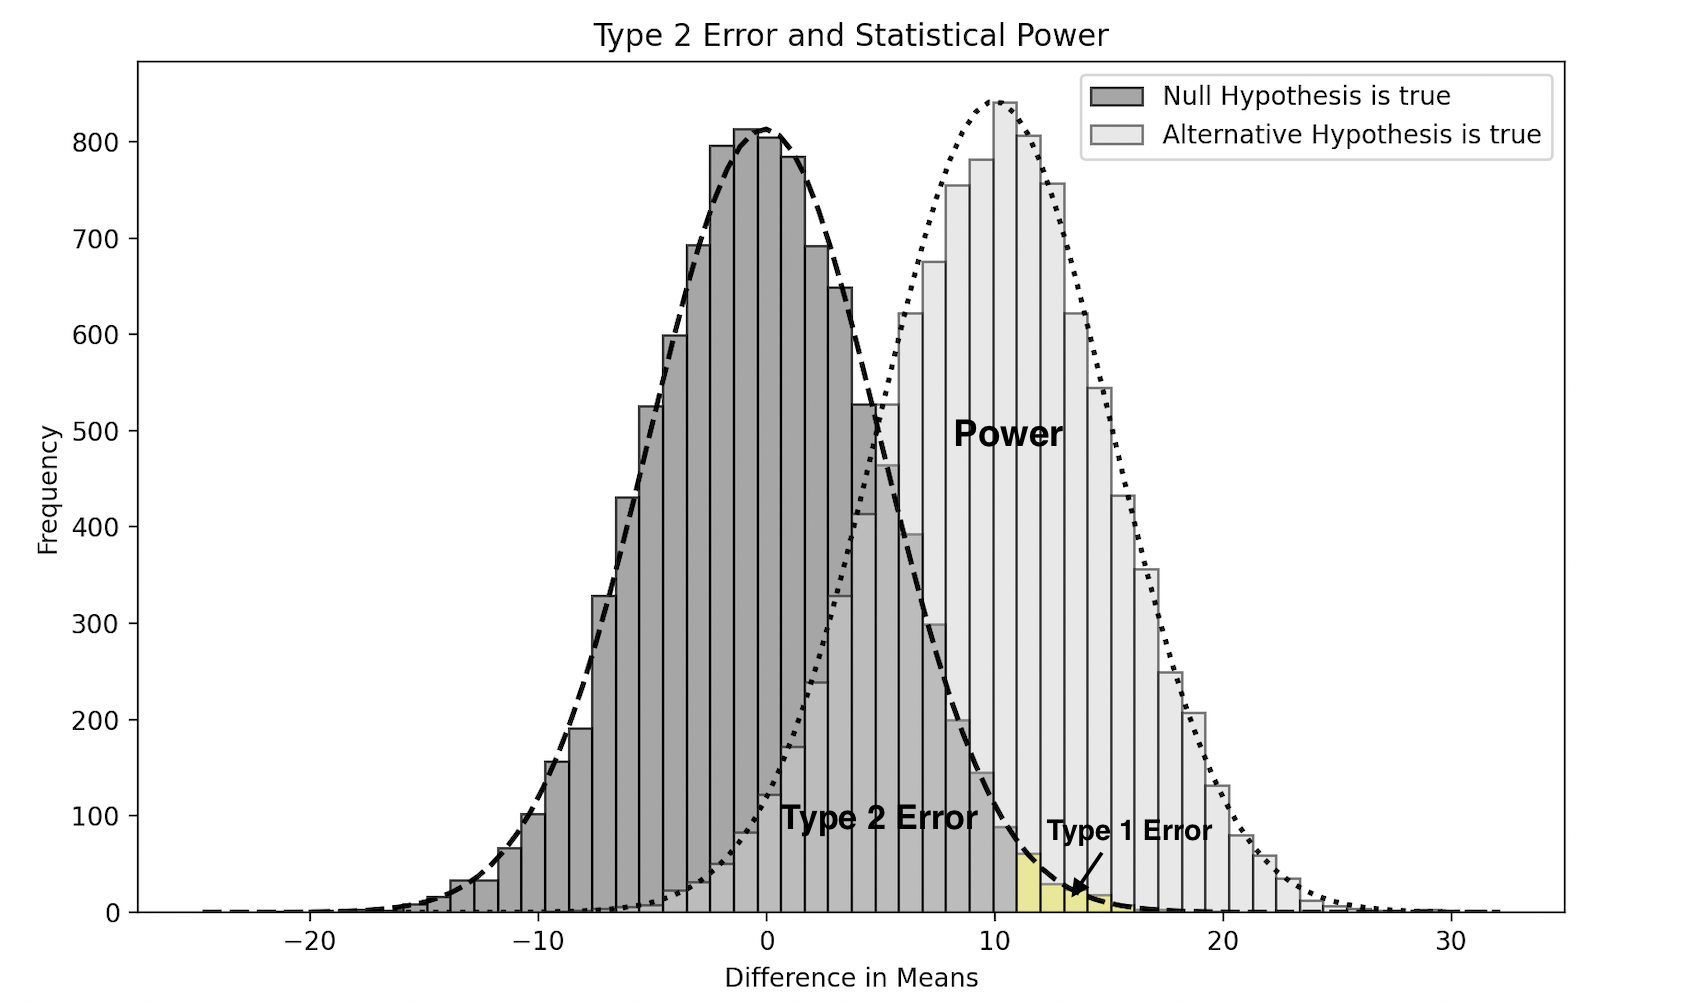 Type 2 Error and Statistical Power
Null Hypothesis is true
Alternative Hypothesis is true
800
700
600
500
400
300
200
100
0
Frequency
Power
Type 2 Error
Type 1 Error
−20
−10
0
10
20
30
Difference in Means